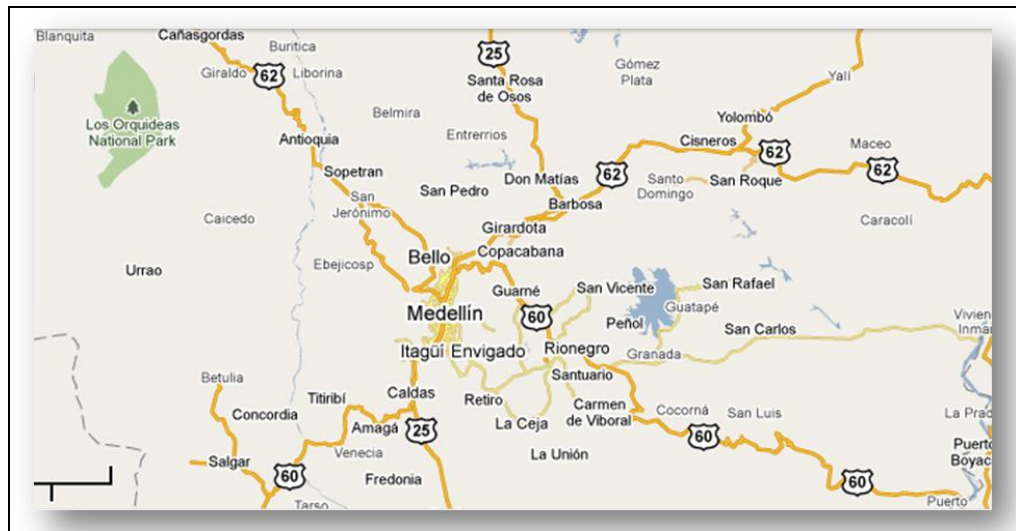 Blanquita
Cañasgordas
Buritica
25
Gómez
Plata
Giraldo
62
Liborina
Santa Rosa
de Osos
Yalí
Belmira
Yolombó
Los Orquideas
National Park
Antioquia
Entrerrios
Cisneros
62
Maceo
62
Sopetran
San
Jerónimo
San Pedro
Don Matías
62
Santo
Domingo
San Roque
Barbosa
Caicedo
Girardota
Caracolí
Bello
Copacabana
Urrao
Ebejicosp
Guarné
San Vicente
San Rafael
Guatapé
Medellín
60
Peñol
San Carlos
Itagüí
Envigado
Rionegro
Granada
Betulia
Santuario
Caldas
Titiribí
Retiro
Concordia
Carmen
de Viboral
Cocorná
San Luis
Amagá
25
La Ceja
60
Venecia
La Unión
Salgar
60
Fredonia
60
Puerto
Tarso
Puerto